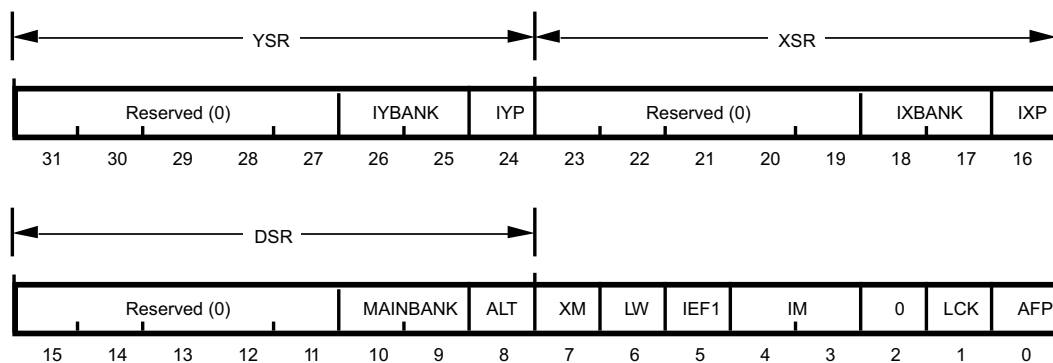 YSR XSR
Reserved (0) IYBANK IYP Reserved (0) IXBANK IXP
31 30 29 28 27 26 25 24 23 22 21 20 19 18 17 16
DSR
Reserved (0) MAINBANK ALT XM LW IEF1 IM 0 LCK AFP
15 14 13 12 11 10 9 8 7 6 5 4 3 2 1 0